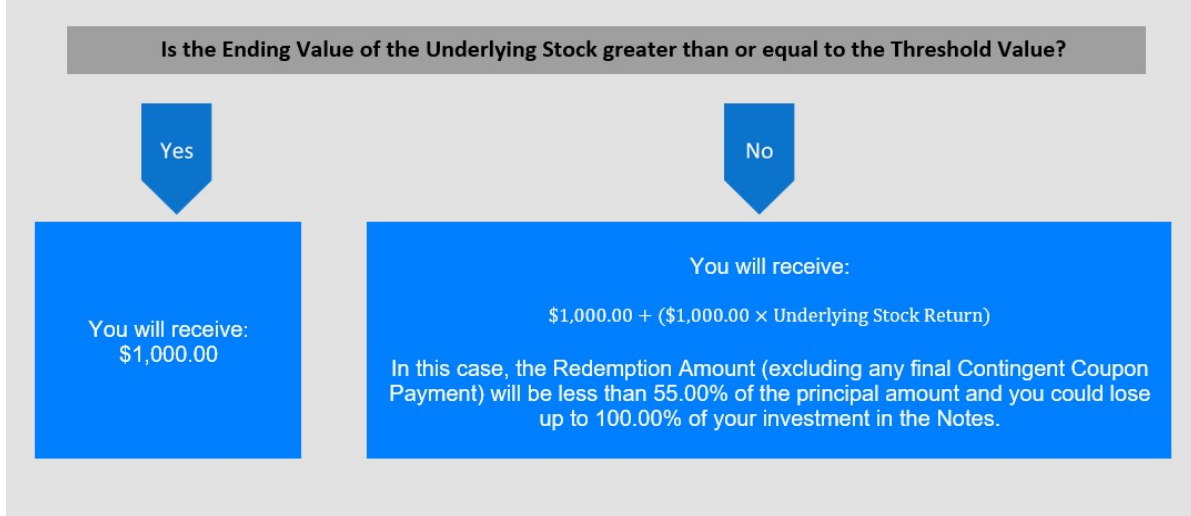 Is the Ending Value of the Underlying Stock greater than or equal to the Threshold Value?
Yes
No
You will receive:
$1,000.00
You will receive:
$1,000.00 + ($1,000.00 × Underlying Stock Return)
In this case, the Redemption Amount (excluding any final Contingent Coupon
Payment) will be less than 55.00% of the principal amount and you could lose
up to 100.00% of your investment in the Notes.